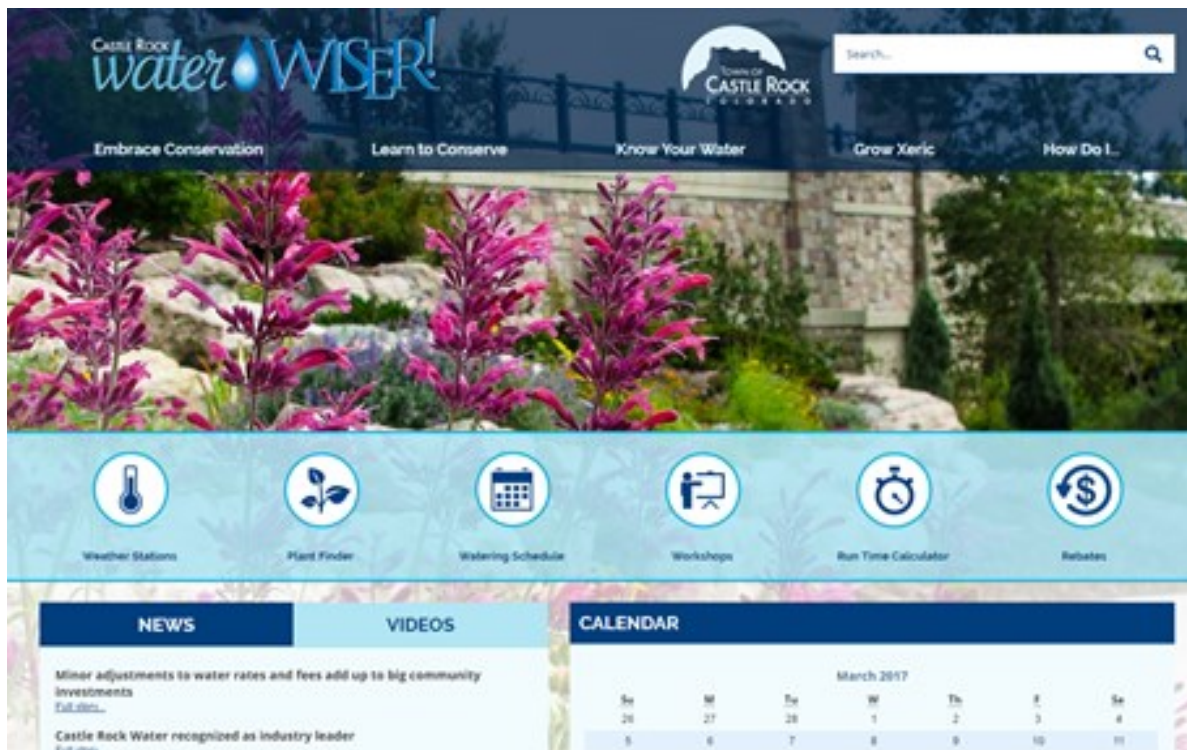 CASTLE ROCK
water WISER!
TOWN OF
CASTLE ROCK
COLORADO
Search...
Embrace Conservation
Learn to Conserve
Know Your Water
Grow Xeric
How Do I...
Weather Stations
Plant Finder
Watering Schedule
Workshops
Run Time Calculator
Rebates
NEWS
VIDEOS
Minor adjustments to water rates and fees add up to big community
investments
Full story...
Castle Rock Water recognized as industry leader
Full story...
CALENDAR
March 2017
Su M Tu W Th F Sa
26 27 28 1 2 3 4
5 6 7 8 9 10 11